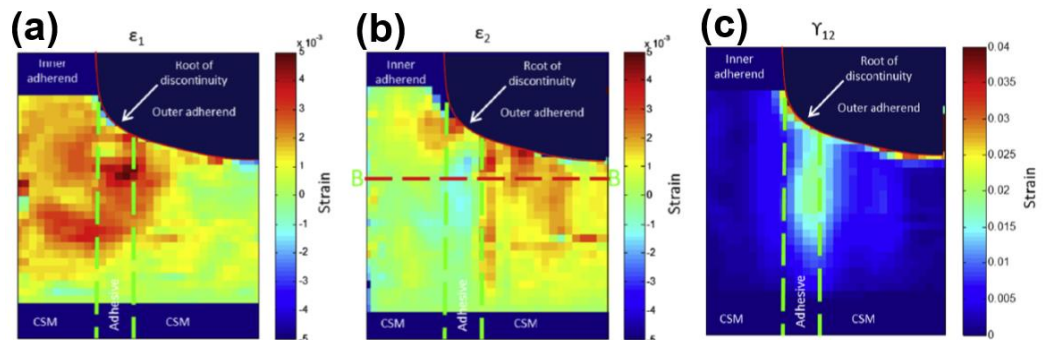 (a)
ε₁
x 10⁻³
Inner
adherend
Root of
discontinuity
Outer adherend
CSM
Adhesive
CSM
5
4
3
2
1
0
-1
-2
-3
-4
-5
Strain
(b)
ε₂
x 10⁻³
Inner
adherend
Root of
discontinuity
Outer adherend
B
B
CSM
Adhesive
CSM
5
4
3
2
1
0
-1
-2
-3
-4
-5
Strain
(c)
ϒ₁₂
Inner
adherend
Root of
discontinuity
Outer adherend
CSM
Adhesive
CSM
0.04
0.035
0.03
0.025
0.02
0.015
0.01
0.005
0
Strain